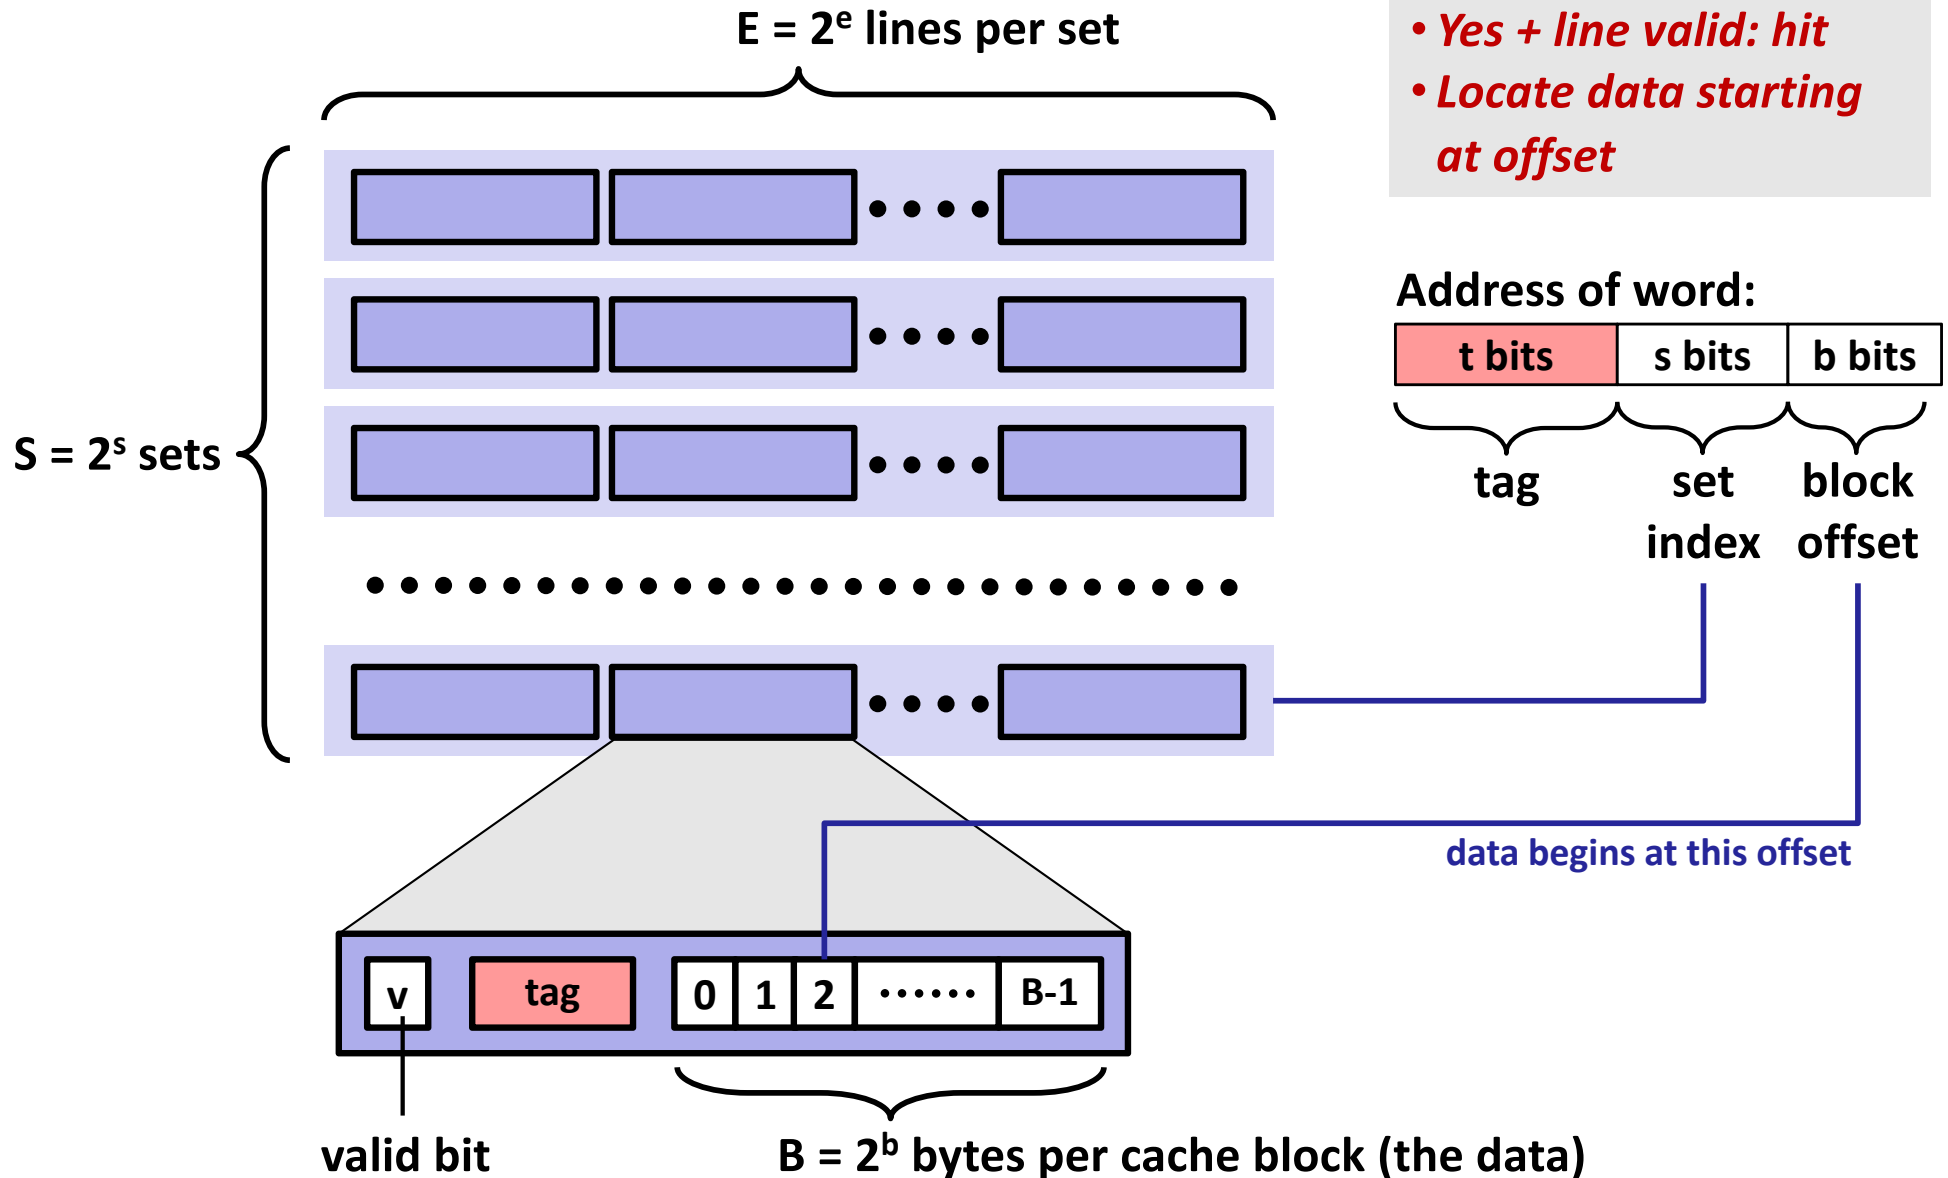 E = 2ᵉ lines per set
• Yes + line valid: hit
• Locate data starting
at offset
Address of word:
t bits s bits b bits
tag set block
index offset
S = 2ˢ sets
data begins at this offset
v tag 0 1 2 ...... B-1
valid bit
B = 2ᵇ bytes per cache block (the data)